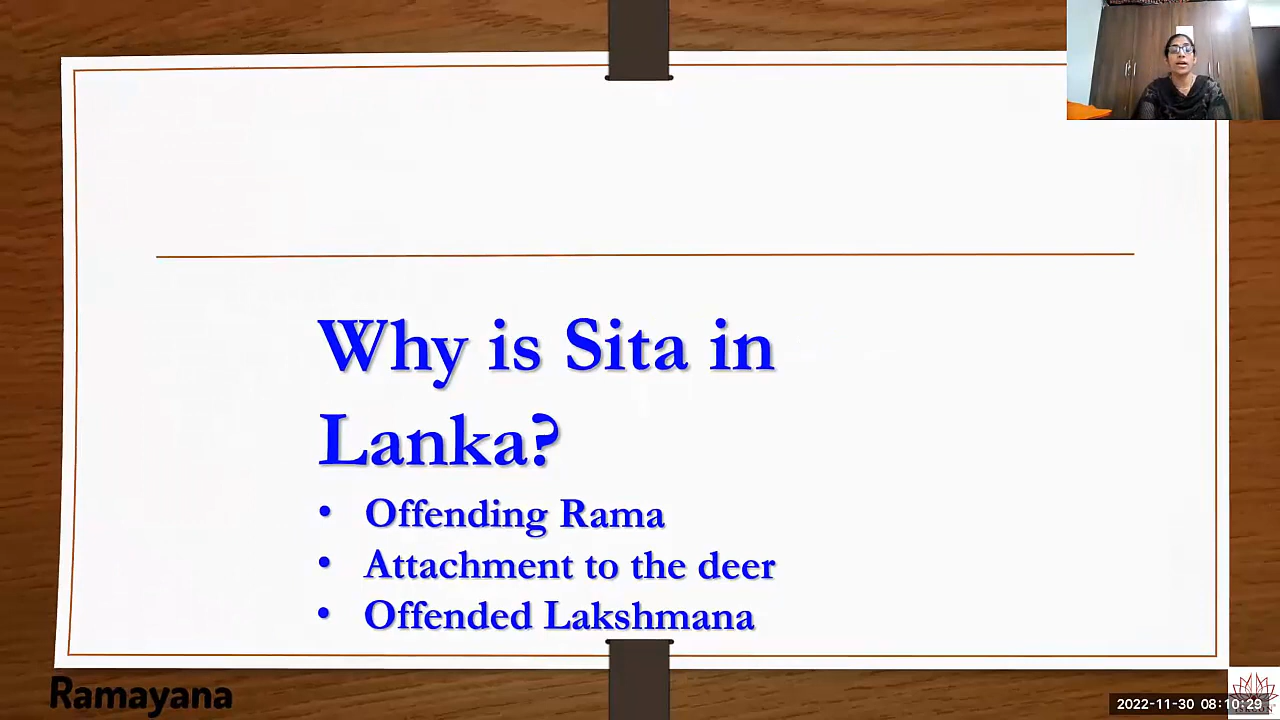 Why is Sita in
Lanka?
• Offending Rama
• Attachment to the deer
• Offended Lakshmana
Ramayana
2022-11-30 08:10:29